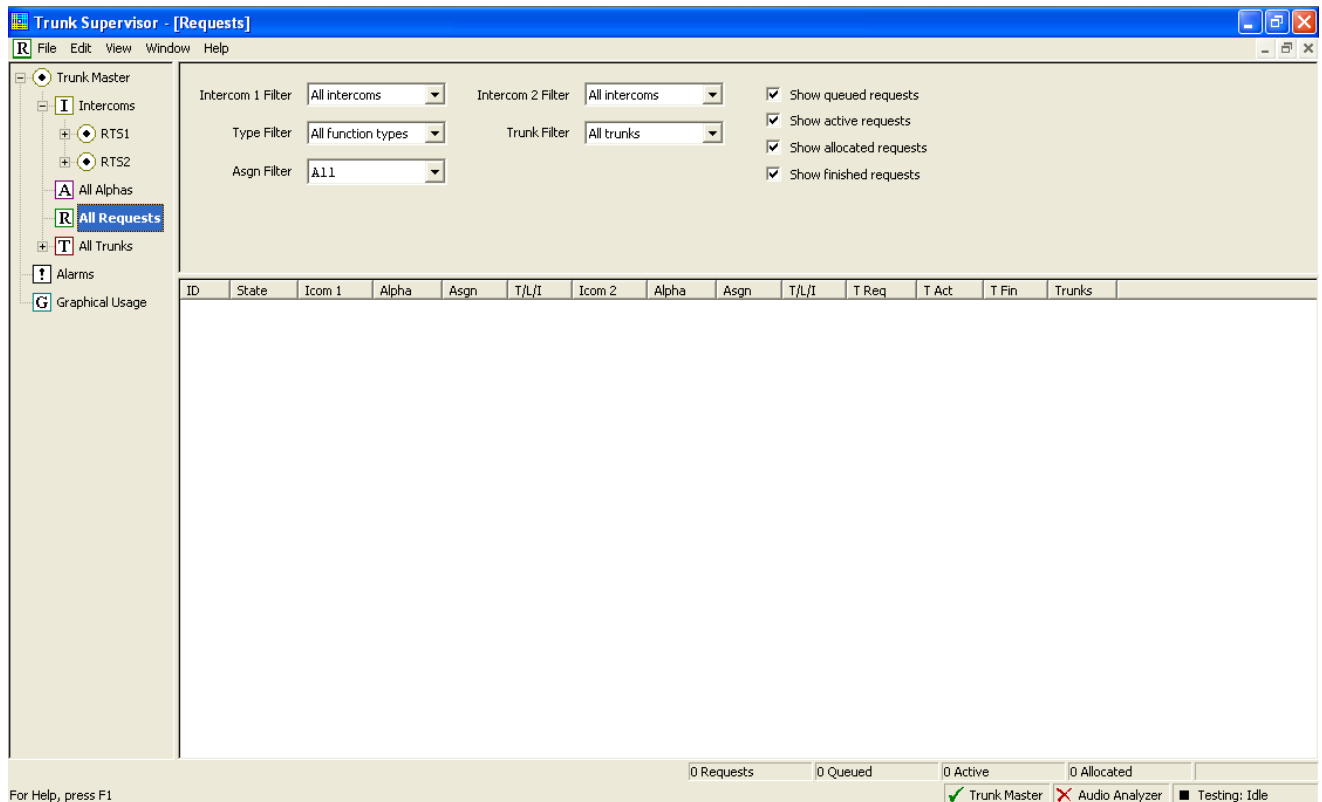 Trunk Supervisor - [Requests]
R File Edit View Window Help
Trunk Master
I Intercoms
RTS1
RTS2
A All Alphas
R All Requests
T All Trunks
! Alarms
G Graphical Usage
Intercom 1 Filter All intercoms Intercom 2 Filter All intercoms Show queued requests
Type Filter All function types Trunk Filter All trunks Show active requests
Show allocated requests
Asgn Filter All Show finished requests
ID State Icom 1 Alpha Asgn T/L/I Icom 2 Alpha Asgn T/L/I T Req T Act T Fin Trunks
0 Requests 0 Queued 0 Active 0 Allocated
For Help, press F1 Trunk Master Audio Analyzer Testing: Idle